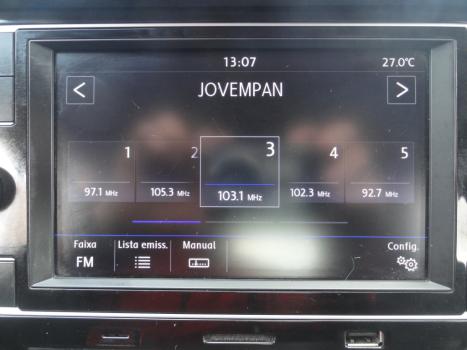 13:07 27.0°C
< JOVEMPAN >
1 2 3 4 5
97.1 MHz 105.3 MHz 103.1 MHz 102.3 MHz 92.7 MHz
Faixa Lista emiss. Manual Config.
FM